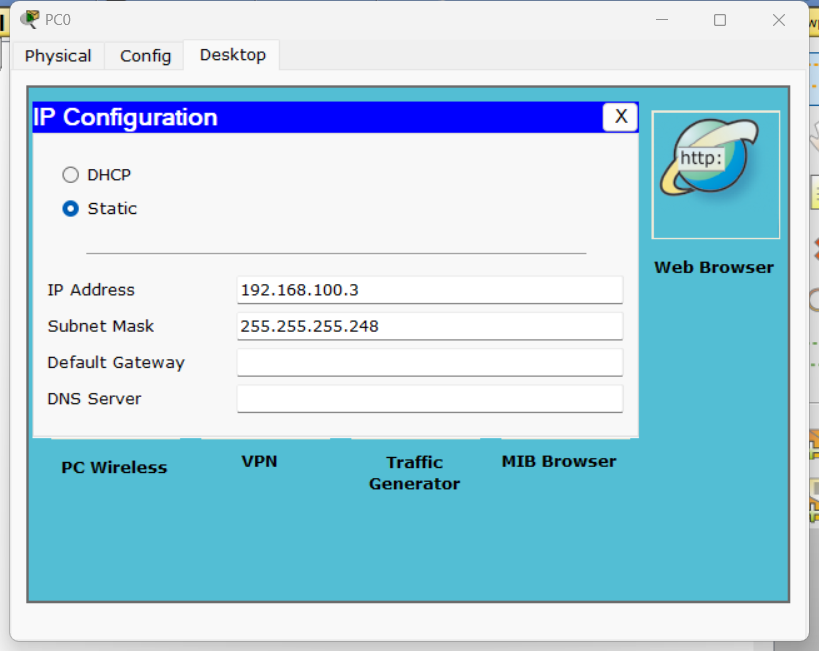 PC0
Physical
Config
Desktop
IP Configuration
X
DHCP
Static
IP Address
192.168.100.3
Subnet Mask
255.255.255.248
Default Gateway
DNS Server
http:
Web Browser
PC Wireless
VPN
Traffic
Generator
MIB Browser